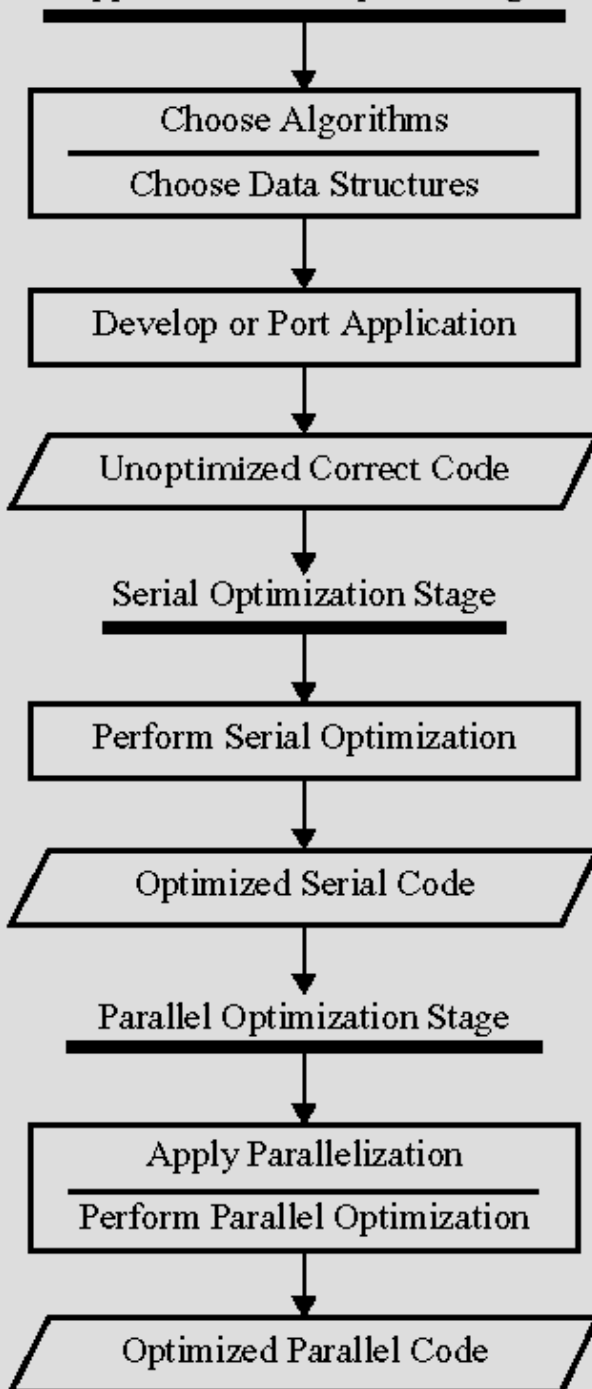 Choose Algorithms
Choose Data Structures
Develop or Port Application
Unoptimized Correct Code
Serial Optimization Stage
Perform Serial Optimization
Optimized Serial Code
Parallel Optimization Stage
Apply Parallelization
Perform Parallel Optimization
Optimized Parallel Code